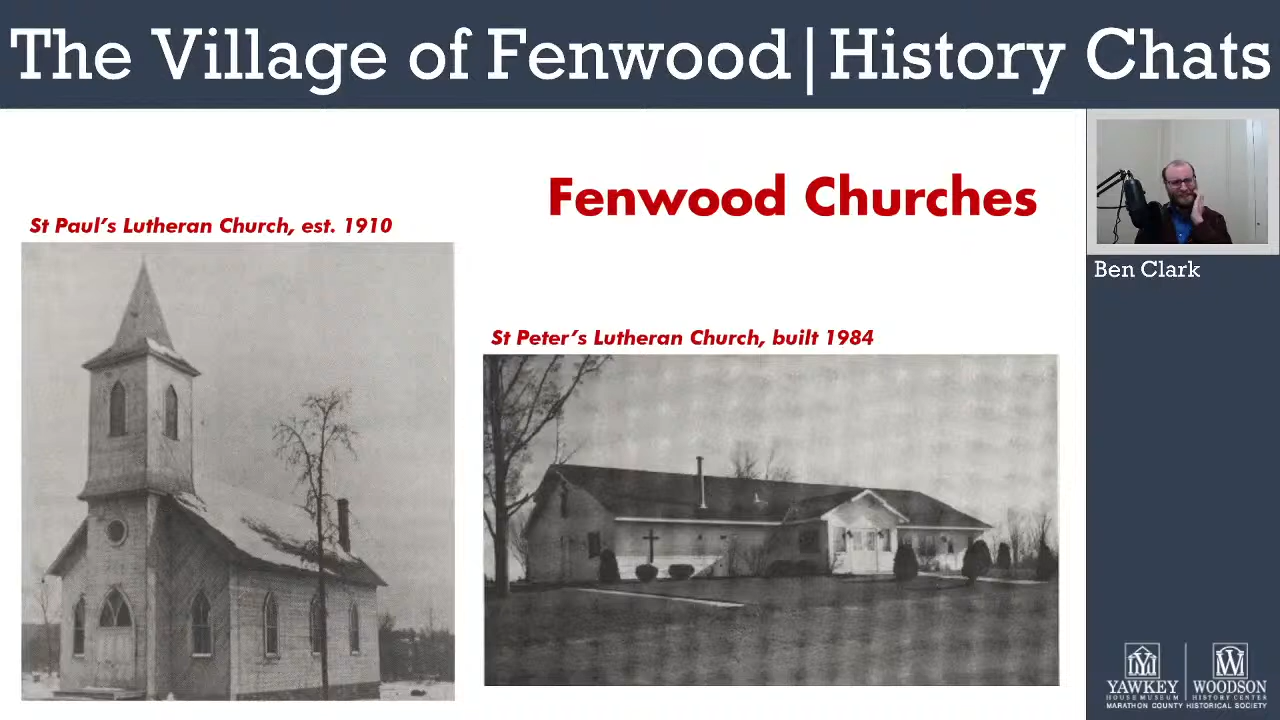 The Village of Fenwood|History Chats
Fenwood Churches
St Paul's Lutheran Church, est. 1910
St Peter's Lutheran Church, built 1984
Ben Clark
YAWKEY
HOUSE MUSEUM
WOODSON
HISTORY CENTER
MARATHON COUNTY HISTORICAL SOCIETY